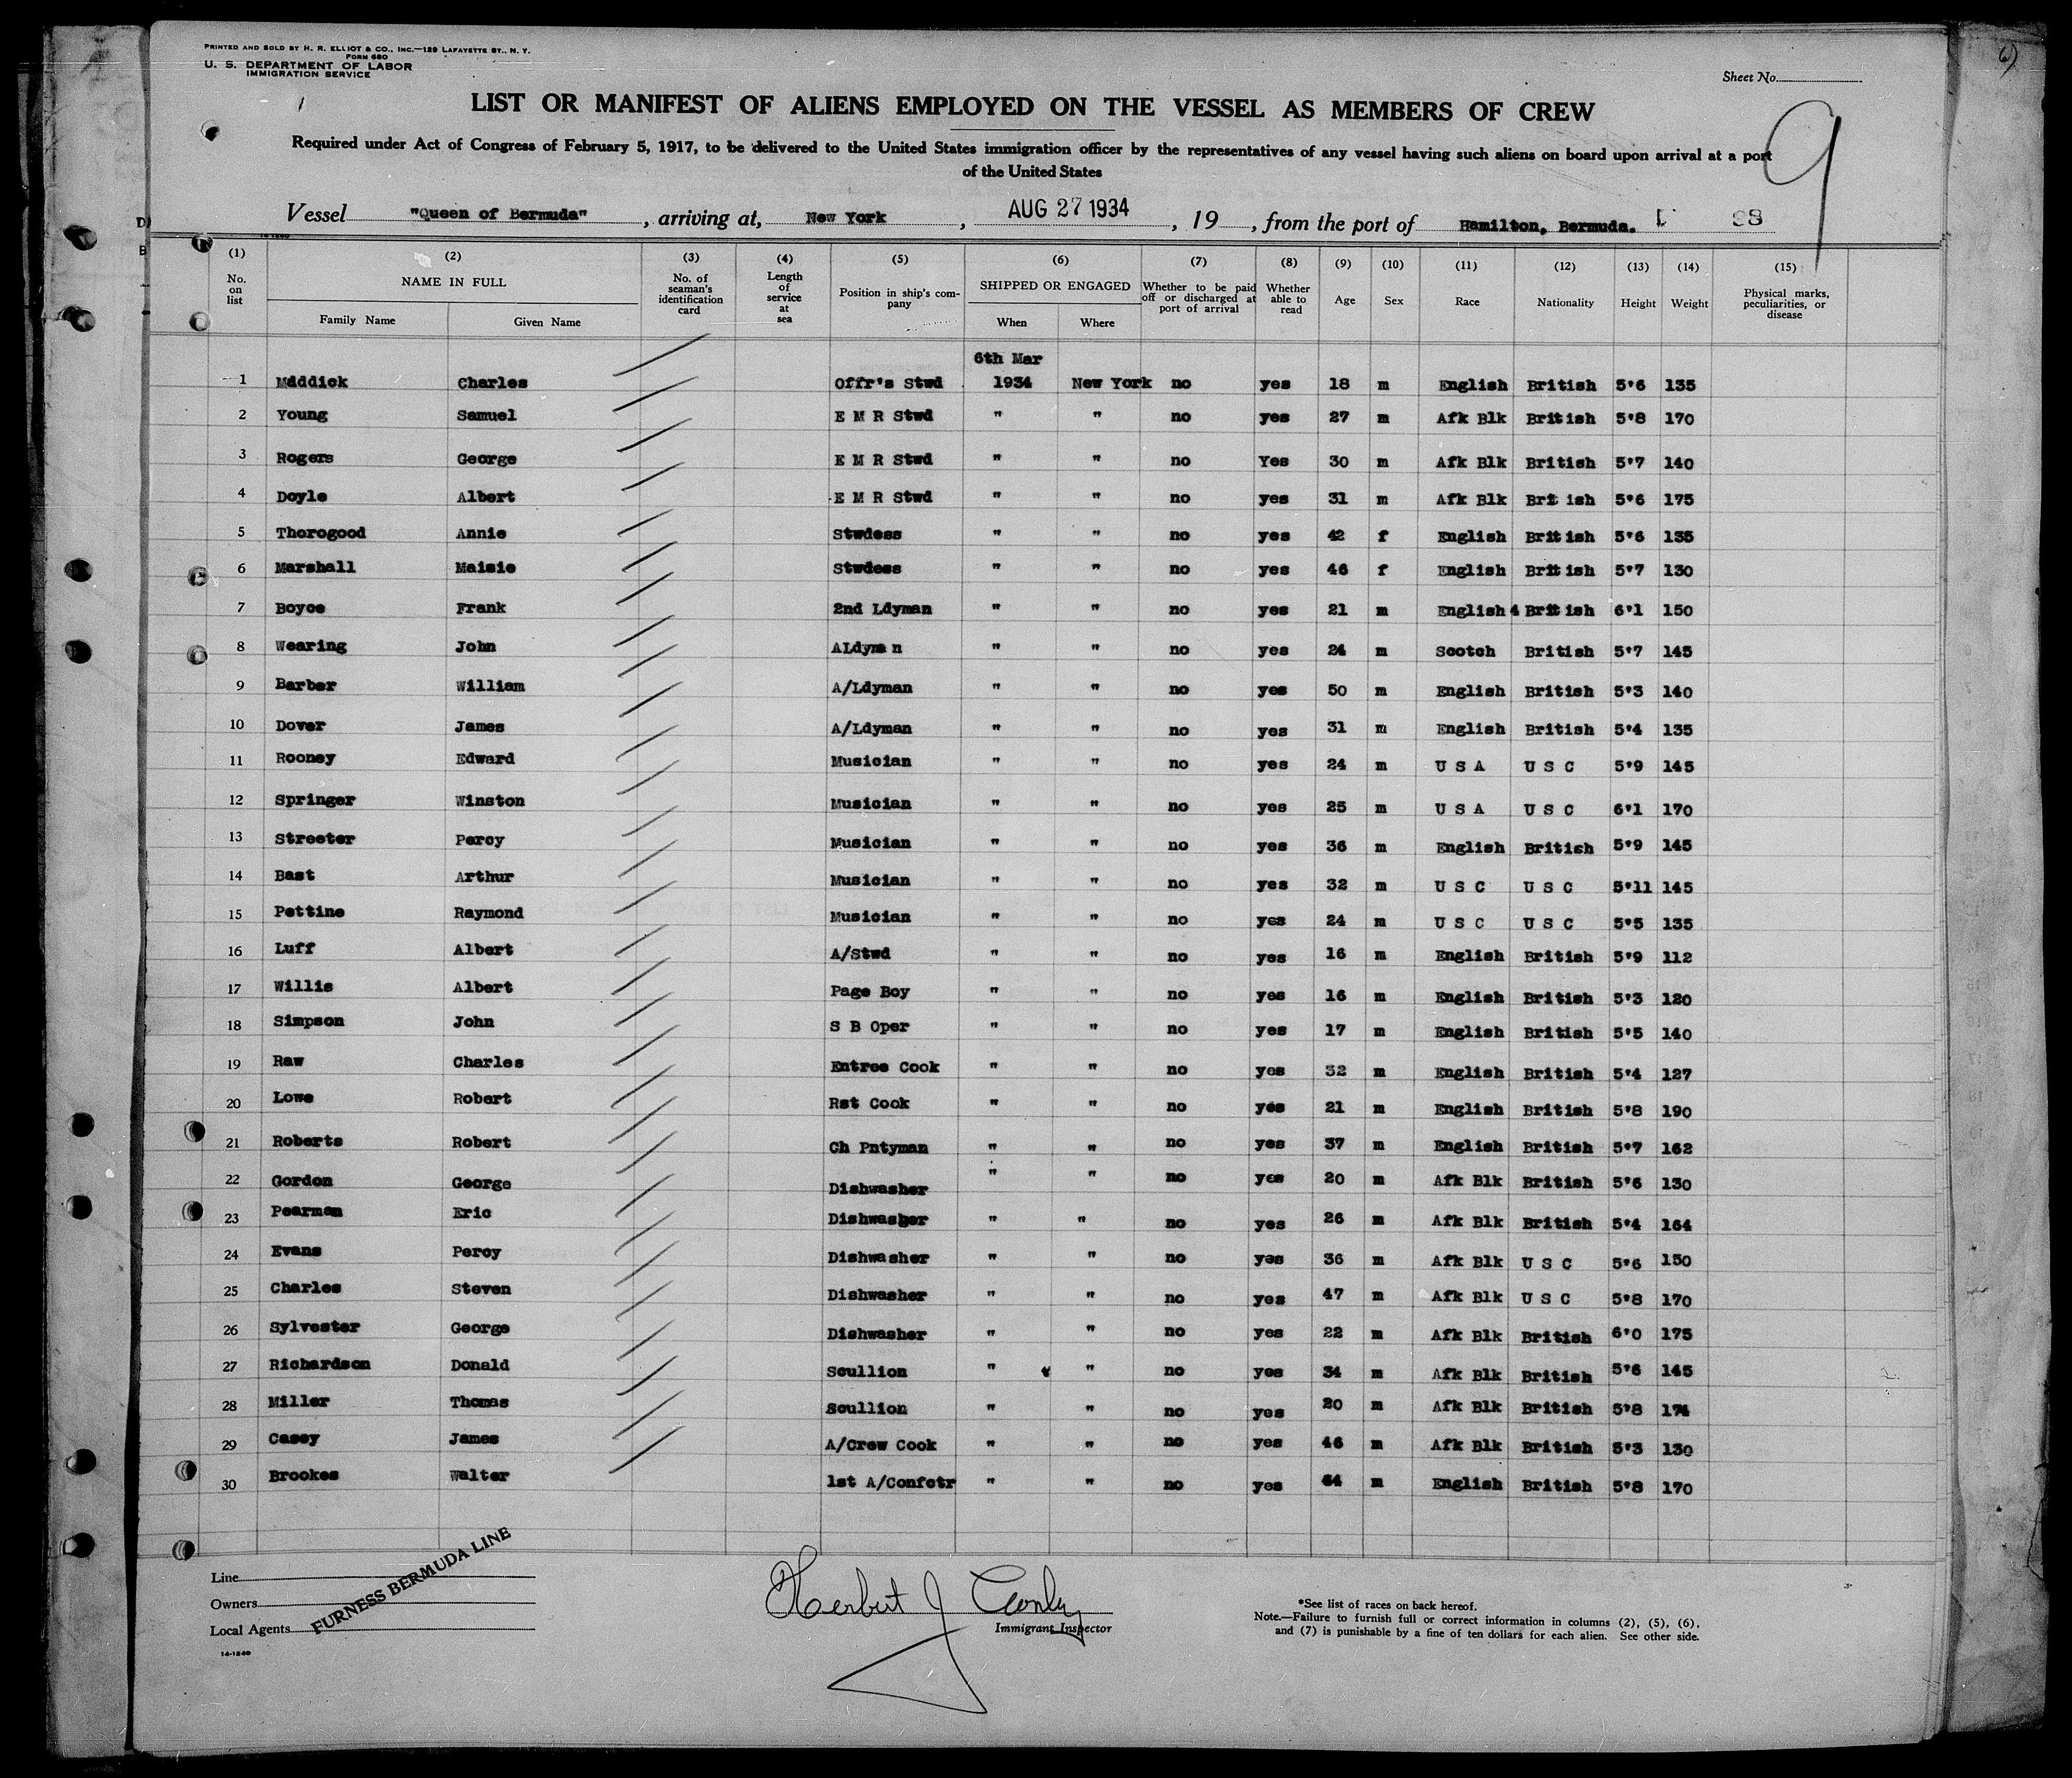 PRINTED AND SOLD BY H. R. ELLIOT & CO., INC.—129 LAFAYETTE ST., N. Y.
FORM 680
U. S. DEPARTMENT OF LABOR
IMMIGRATION SERVICE
Sheet No.
LIST OR MANIFEST OF ALIENS EMPLOYED ON THE VESSEL AS MEMBERS OF CREW
9
Required under Act of Congress of February 5, 1917, to be delivered to the United States immigration officer by the representatives of any vessel having such aliens on board upon arrival at a port
of the United States
Vessel "Queen of Bermuda" , arriving at, New York , AUG 27 1934 , 19 , from the port of Hamilton, Bermuda. 98
(1) (2) (3) (4) (5) (6) (7) (8) (9) (10) (11) (12) (13) (14) (15)
No. on list NAME IN FULL Family Name Given Name No. of seaman's identification card Length of service at sea Position in ship's company SHIPPED OR ENGAGED When Where Whether to be paid off or discharged at port of arrival Whether able to read Age Sex Race Nationality Height Weight Physical marks, peculiarities, or disease
6th Mar
1 Maddick Charles Offr's Stwd 1934 New York no yes 18 m English British 5'6 135
2 Young Samuel E M R Stwd " " no yes 27 m Afk Blk British 5'8 170
3 Rogers George E M R Stwd " " no Yes 30 m Afk Blk British 5'7 140
4 Doyle Albert E M R Stwd " " no yes 31 m Afk Blk Brit ish 5'6 175
5 Thorogood Annie Stwdess " " no yes 42 f English British 5'6 135
6 Marshall Maisie Stwdess " " no yes 46 f English British 5'7 130
7 Boyce Frank 2nd Ldyman " " no yes 21 m English 4 British 6'1 150
8 Wearing John ALdyma n " " no yes 24 m Scotch British 5'7 145
9 Barber William A/Ldyman " " no yes 50 m English British 5'3 140
10 Dover James A/Ldyman " " no yes 31 m English British 5'4 135
11 Rooney Edward Musician " " no yes 24 m U S A U S C 5'9 145
12 Springer Winston Musician " " no yes 25 m U S A U S C 6'1 170
13 Streeter Percy Musician " " no yes 36 m English British 5'9 145
14 Bast Arthur Musician " " no yes 32 m U S C U S C 5'11 145
15 Pettine Raymond Musician " " no yes 24 m U S C U S C 5'5 135
16 Luff Albert A/Stwd " " no yes 16 m English British 5'9 112
17 Willis Albert Page Boy " " no yes 16 m English British 5'3 120
18 Simpson John S B Oper " " no yes 17 m English British 5'5 140
19 Raw Charles Entree Cook " " no yes 32 m English British 5'4 127
20 Lowe Robert Rst Cook " " no yes 21 m English British 5'8 190
21 Roberts Robert Ch Pntyman " " no yes 37 m English British 5'7 162
22 Gordon George Dishwasher " " no yes 20 m Afk Blk British 5'6 130
23 Pearman Eric Dishwasher " " no yes 26 m Afk Blk British 5'4 164
24 Evans Percy Dishwasher " " no yes 36 m Afk Blk U S C 5'6 150
25 Charles Steven Dishwasher " " no yes 47 m Afk Blk U S C 5'8 170
26 Sylvester George Dishwasher " " no yes 22 m Afk Blk British 6'0 175
27 Richardson Donald Scullion " " no yes 34 m Afk Blk British 5'6 145
28 Miller Thomas Scullion " " no yes 20 m Afk Blk British 5'8 174
29 Casey James A/Crew Cook " " no yes 46 m Afk Blk British 5'3 130
30 Brookes Walter 1st A/Confctr " " no yes 64 m English British 5'8 170
Line
Owners
Local Agents
FURNESS BERMUDA LINE
14-1240
Herbert J Conley
Immigrant Inspector
*See list of races on back hereof.
Note.—Failure to furnish full or correct information in columns (2), (5), (6),
and (7) is punishable by a fine of ten dollars for each alien. See other side.